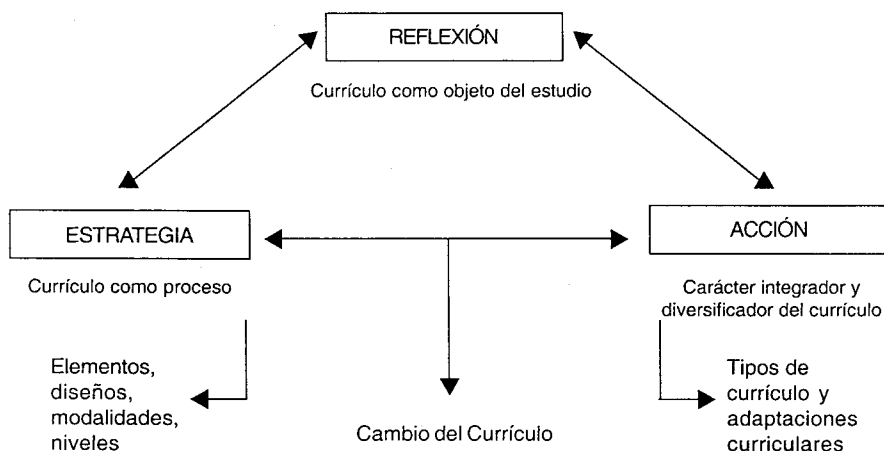 REFLEXIÓN
Currículo como objeto del estudio
ESTRATEGIA
Currículo como proceso
Elementos,
diseños,
modalidades,
niveles
ACCIÓN
Carácter integrador y
diversificador del currículo
Tipos de
currículo y
adaptaciones
curriculares
Cambio del Currículo